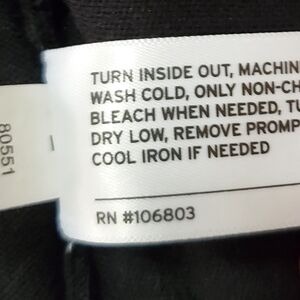 TURN INSIDE OUT, MACHIN
WASH COLD, ONLY NON-CH
BLEACH WHEN NEEDED, TU
DRY LOW, REMOVE PROMP
COOL IRON IF NEEDED
RN #106803
80551